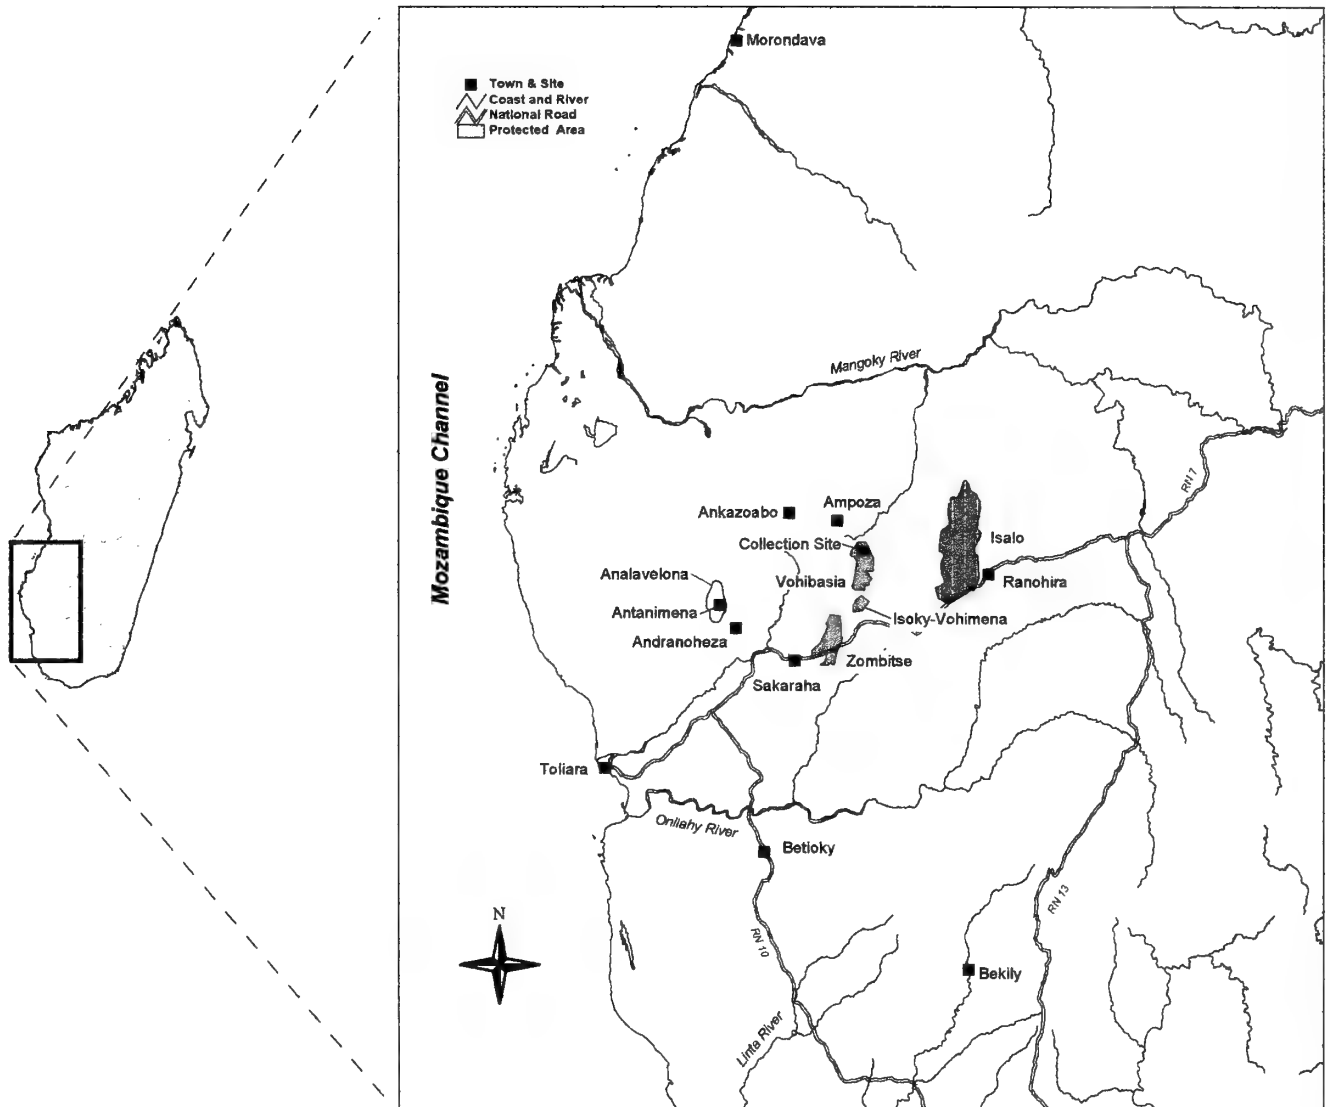 Morondava
Town & Site
Coast and River
National Road
Protected Area
Mangoky River
Mozambique Channel
RN 7
Ankazoabo
Ampoza
Collection Site
Isalo
Analavelona
Vohibasia
Ranohira
Antanimena
Isoky-Vohimena
Andranoheza
Zombitse
Sakaraha
Toliara
Onilahy River
Betioky
RN 13
N
RN 10
Bekily
Linta River